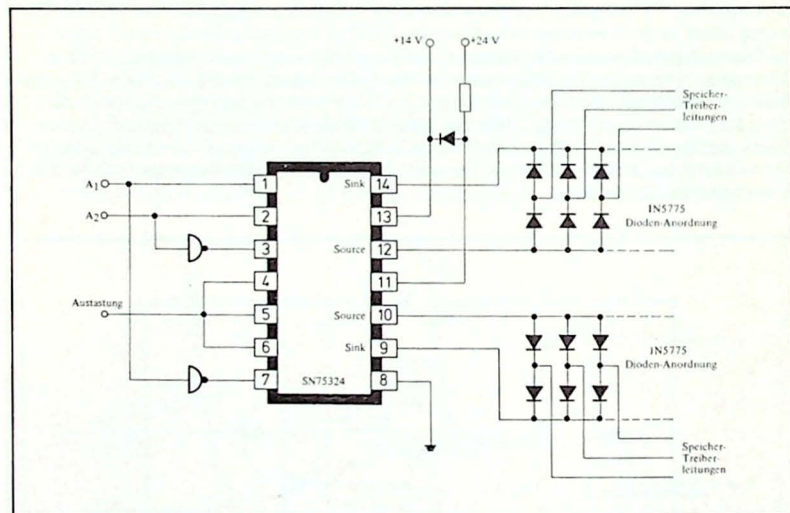 +14 V
+24 V
Speicher-
Treiber-
leitungen
A1
A2
1
2
3
4
5
6
7
Sink
14
13
Source
12
11
Source
10
Sink
9
SN75324
8
IN5775
Dioden-Anordnung
Austastung
IN5775
Dioden-Anordnung
Speicher-
Treiber-
leitungen